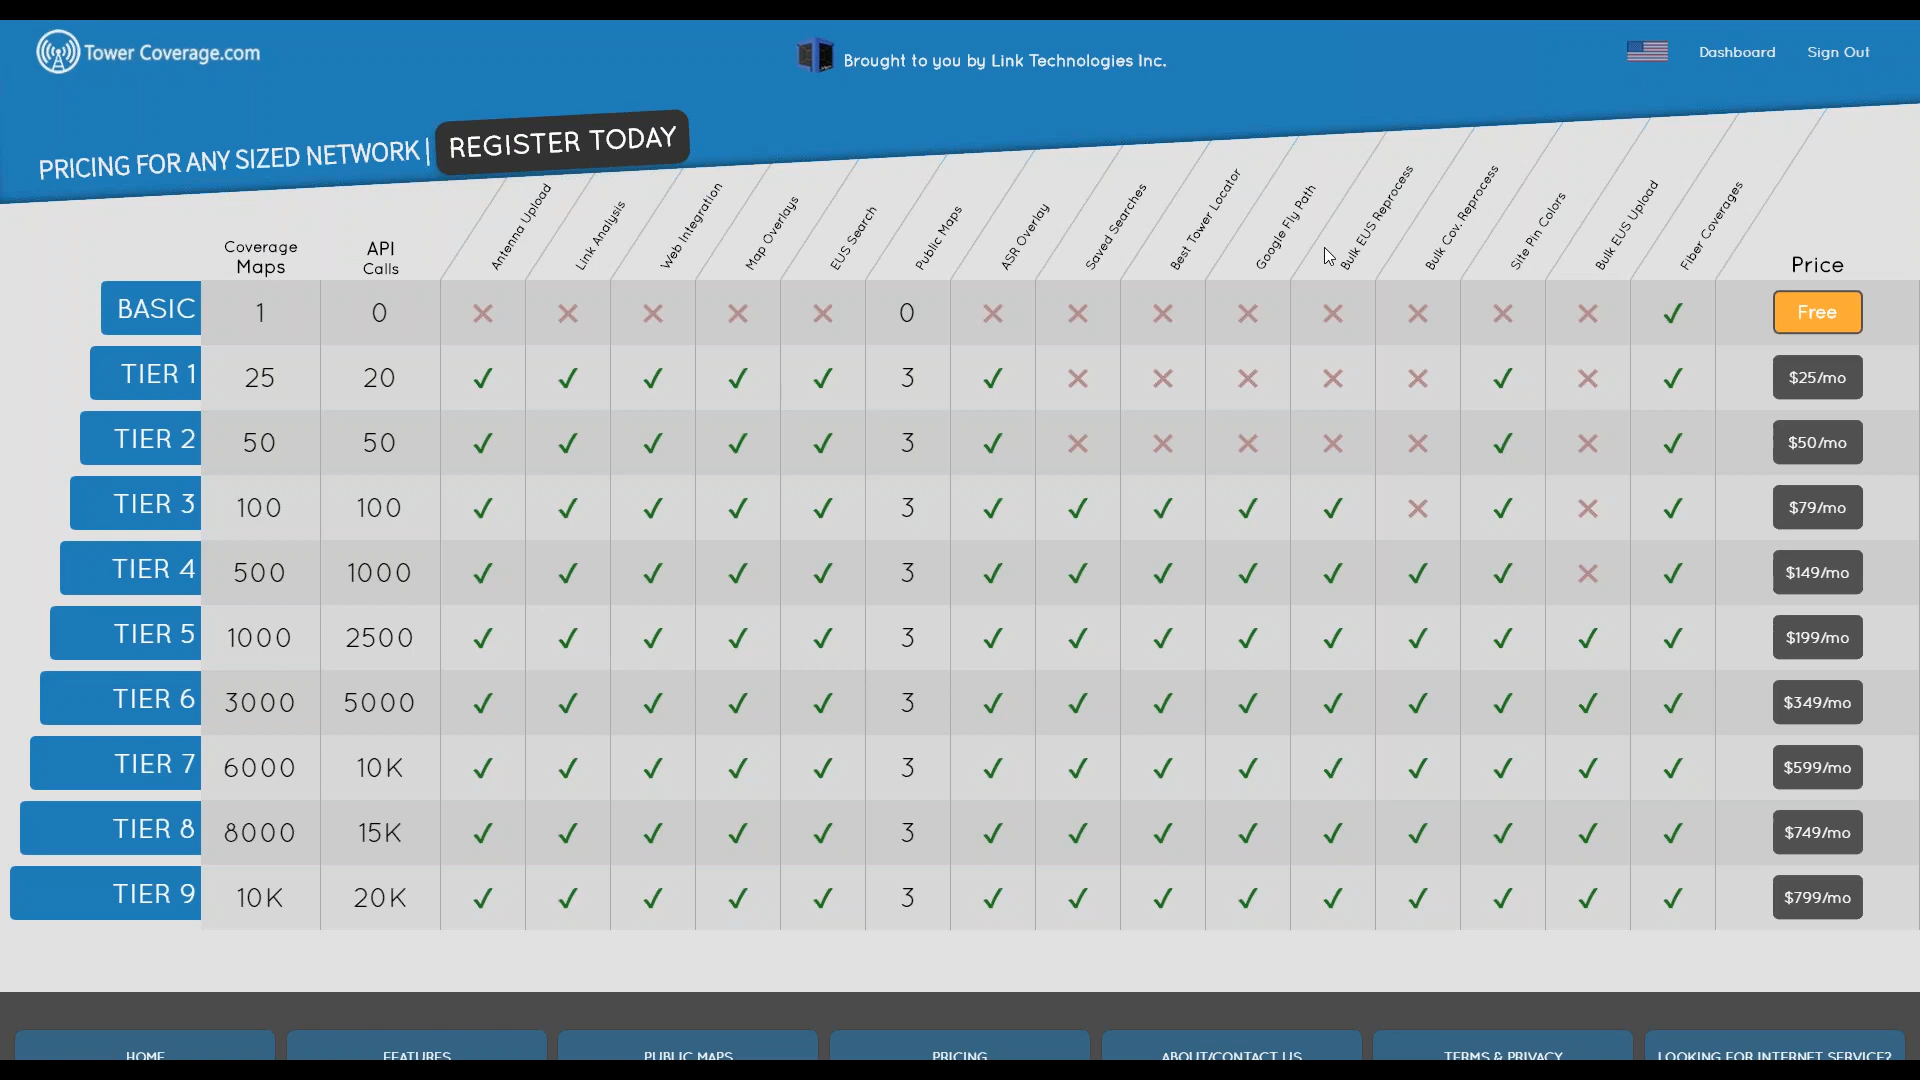 Tower Coverage.com
Brought to you by Link Technologies Inc.
Dashboard
Sign Out
PRICING FOR ANY SIZED NETWORK |
REGISTER TODAY
Coverage Maps
API Calls
Antenna Upload
Link Analysis
Web Integration
Map Overlays
EUS Search
Public Maps
ASR Overlay
Saved Searches
Best Tower Locator
Google Fly Path
Bulk EUS Reprocess
Bulk Cov. Reprocess
Site Pin Colors
Bulk EUS Upload
Fiber Coverages
Price
BASIC 1 0 ✕ ✕ ✕ ✕ ✕ 0 ✕ ✕ ✕ ✕ ✕ ✕ ✕ ✕ ✓ Free
TIER 1 25 20 ✓ ✓ ✓ ✓ ✓ 3 ✓ ✕ ✕ ✕ ✕ ✕ ✓ ✕ ✓ $25/mo
TIER 2 50 50 ✓ ✓ ✓ ✓ ✓ 3 ✓ ✕ ✕ ✕ ✕ ✕ ✓ ✕ ✓ $50/mo
TIER 3 100 100 ✓ ✓ ✓ ✓ ✓ 3 ✓ ✓ ✓ ✓ ✓ ✕ ✓ ✕ ✓ $79/mo
TIER 4 500 1000 ✓ ✓ ✓ ✓ ✓ 3 ✓ ✓ ✓ ✓ ✓ ✓ ✓ ✕ ✓ $149/mo
TIER 5 1000 2500 ✓ ✓ ✓ ✓ ✓ 3 ✓ ✓ ✓ ✓ ✓ ✓ ✓ ✓ ✓ $199/mo
TIER 6 3000 5000 ✓ ✓ ✓ ✓ ✓ 3 ✓ ✓ ✓ ✓ ✓ ✓ ✓ ✓ ✓ $349/mo
TIER 7 6000 10K ✓ ✓ ✓ ✓ ✓ 3 ✓ ✓ ✓ ✓ ✓ ✓ ✓ ✓ ✓ $599/mo
TIER 8 8000 15K ✓ ✓ ✓ ✓ ✓ 3 ✓ ✓ ✓ ✓ ✓ ✓ ✓ ✓ ✓ $749/mo
TIER 9 10K 20K ✓ ✓ ✓ ✓ ✓ 3 ✓ ✓ ✓ ✓ ✓ ✓ ✓ ✓ ✓ $799/mo
HOME
FEATURES
PUBLIC MAPS
PRICING
ABOUT/CONTACT US
TERMS & PRIVACY
LOOKING FOR INTERNET SERVICE?